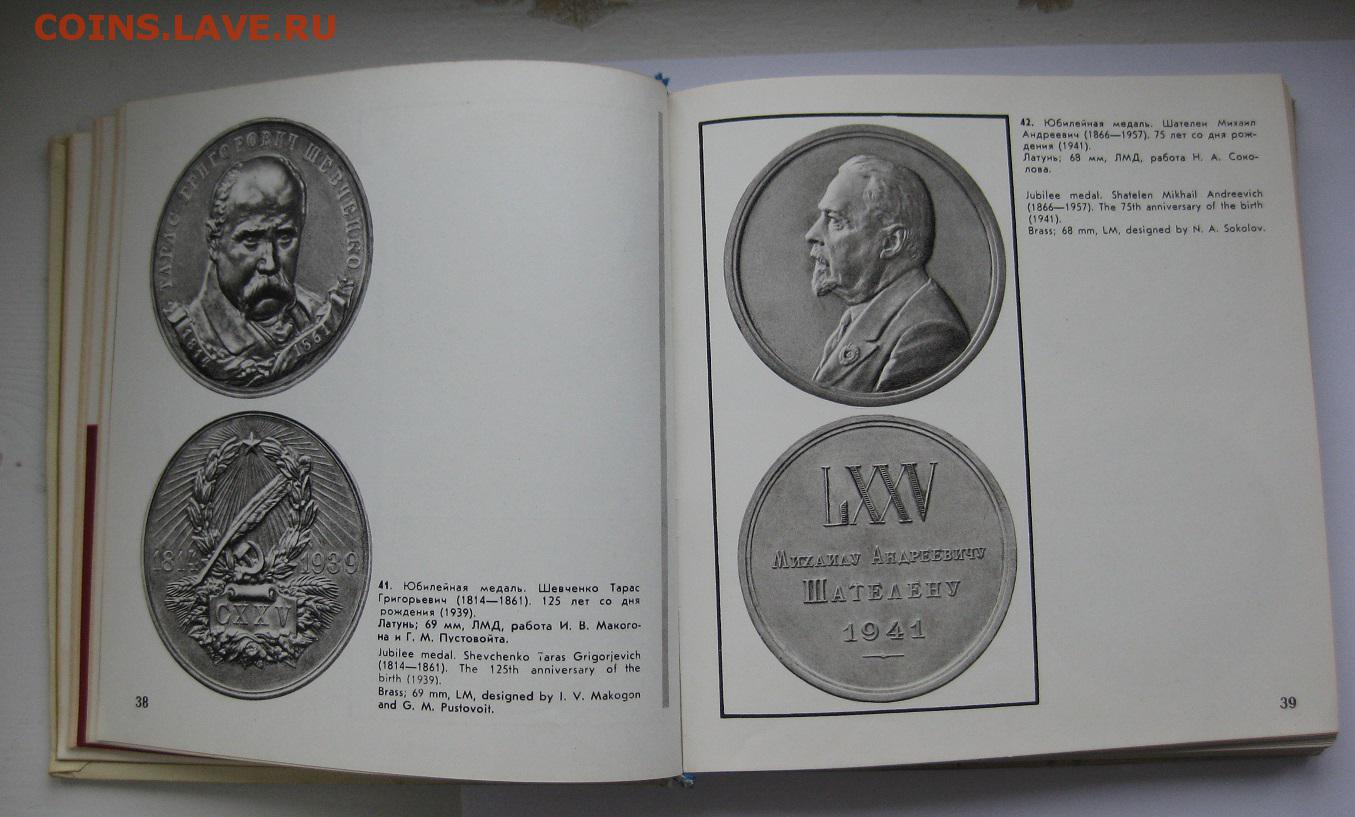 COINS.LAVE.RU
ТАРАС ГРИГОРОВИЧ ШЕВЧЕНКО
1814 1861
1814 1939
CXXV
41. Юбилейная медаль. Шевченко Тарас
Григорьевич (1814—1861). 125 лет со дня
рождения (1939).
Латунь; 69 мм, ЛМД, работа И. В. Макого-
на и Г. М. Пустовойта.
Jubilee medal. Shevchenko Taras Grigorjevich
(1814—1861). The 125th anniversary of the
birth (1939).
Brass; 69 mm, LM, designed by I. V. Makogon
and G. M. Pustovoit.
38
42. Юбилейная медаль. Шателен Михаил
Андреевич (1866—1957). 75 лет со дня рож-
дения (1941).
Латунь; 68 мм, ЛМД, работа Н. А. Соко-
лова.
Jubilee medal. Shatelen Mikhail Andreevich
(1866—1957). The 75th anniversary of the birth
(1941).
Brass; 68 mm, LM, designed by N. A. Sokolov.
LXXV
МИХАИЛУ АНДРЕЕВИЧУ
ШАТЕЛЕНУ
1941
39